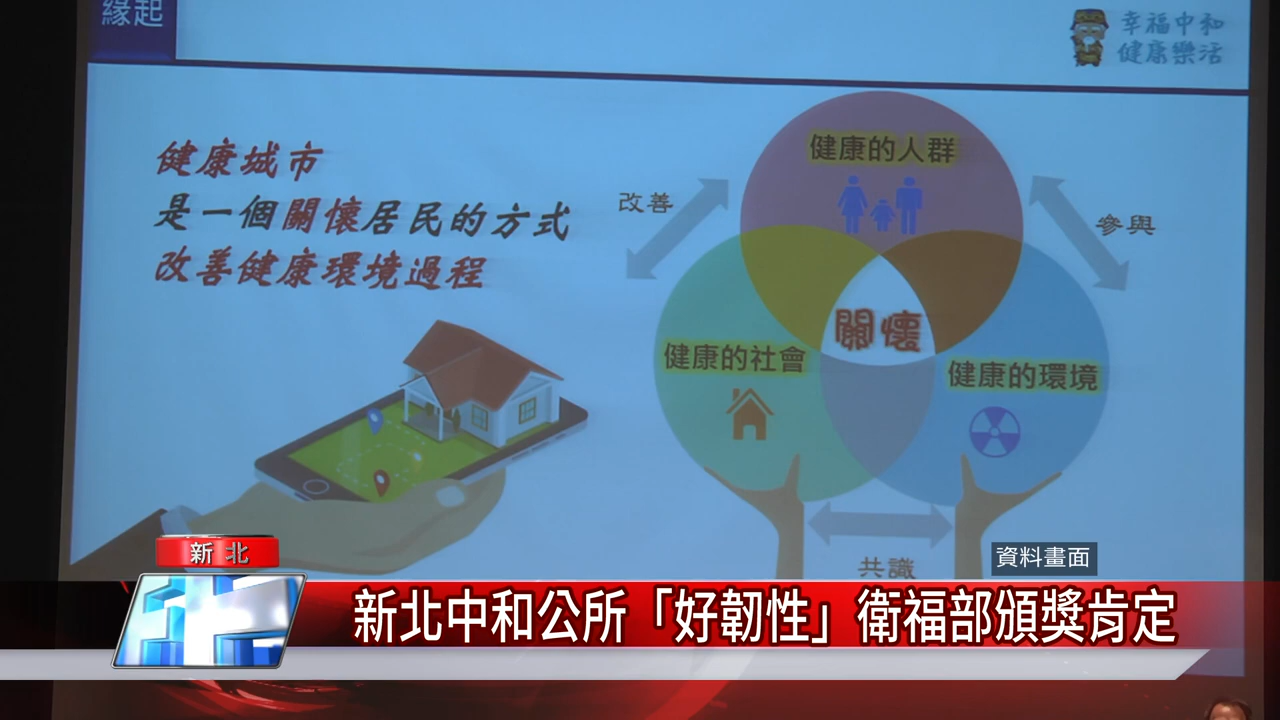 緣起
幸福中和
健康樂活
健康城市
是一個關懷居民的方式
改善健康環境過程
健康的人群
改善
參與
關懷
健康的社會
健康的環境
共識
資料畫面
新北
新北中和公所「好韌性」衛福部頒獎肯定